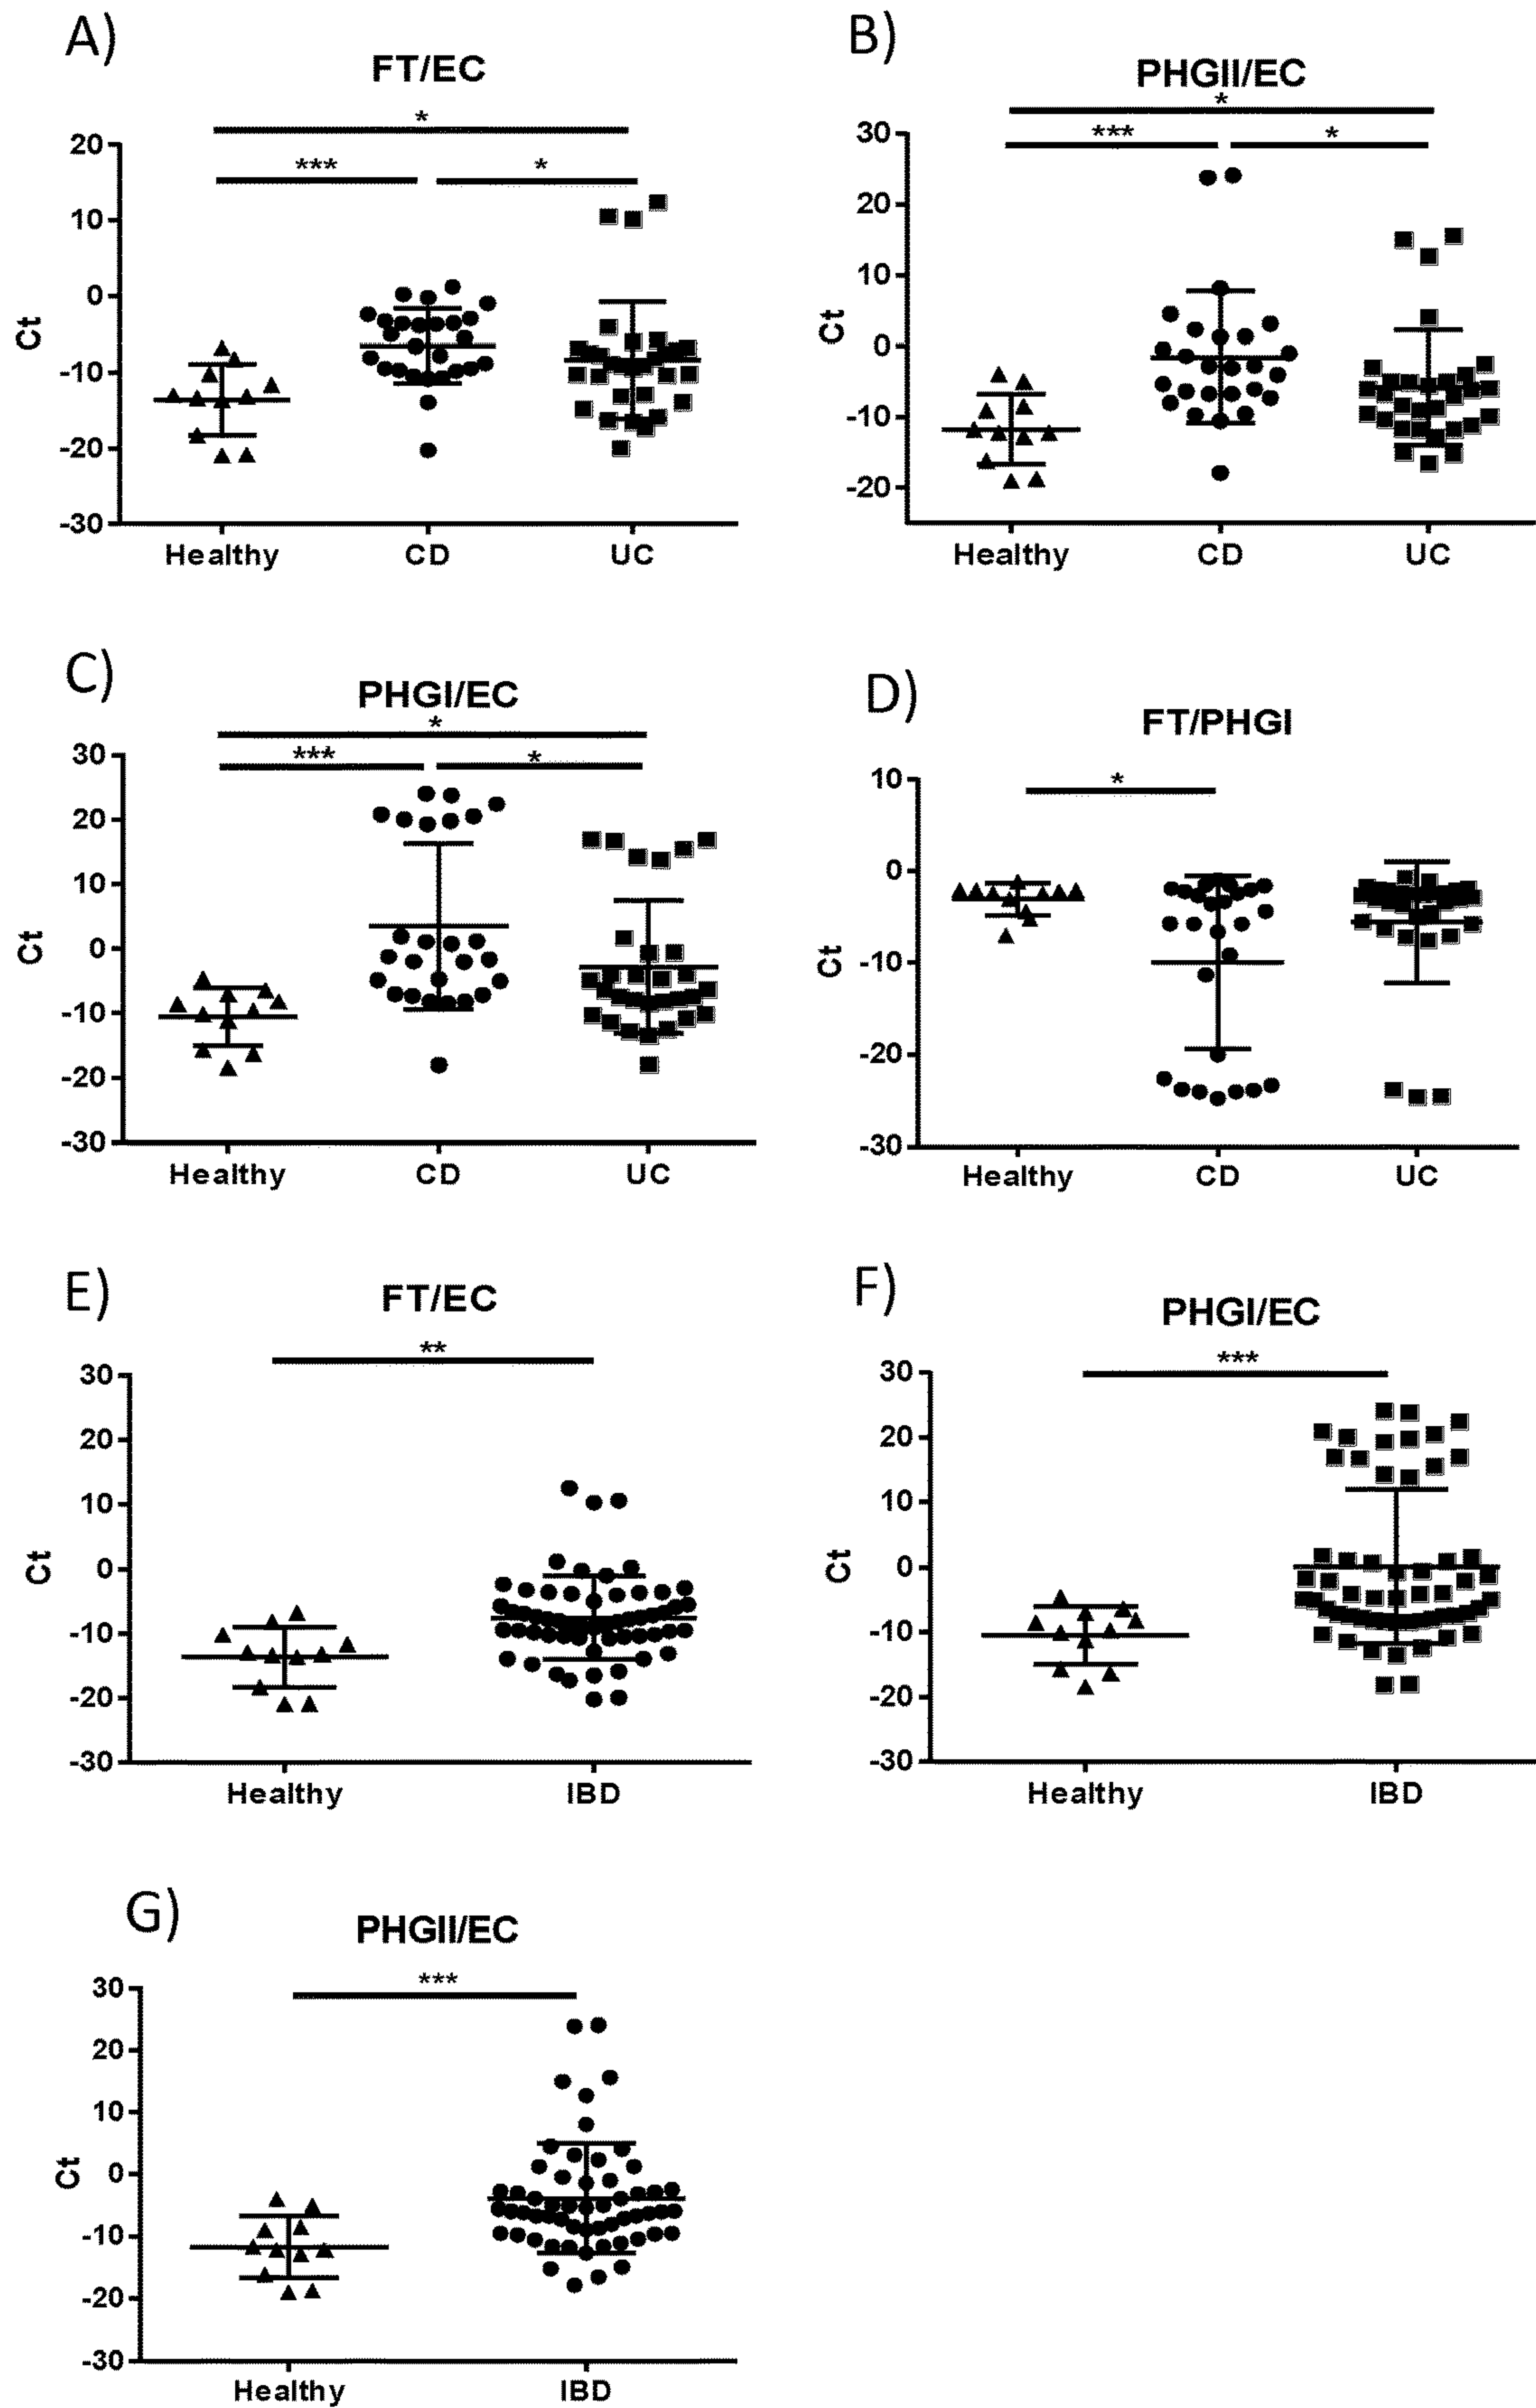 A)
FT/EC
*
***
*
20
10
0
-10
-20
-30
Ct
Healthy CD UC
B)
PHGII/EC
*
***
*
30
20
10
0
-10
-20
Ct
Healthy CD UC
C)
PHGI/EC
*
***
*
30
20
10
0
-10
-20
-30
Ct
Healthy CD UC
D)
FT/PHGI
*
10
0
-10
-20
-30
Ct
Healthy CD UC
E)
FT/EC
**
30
20
10
0
-10
-20
-30
Ct
Healthy IBD
F)
PHGI/EC
***
30
20
10
0
-10
-20
-30
Ct
Healthy IBD
G)
PHGII/EC
***
30
20
10
0
-10
-20
-30
Ct
Healthy IBD